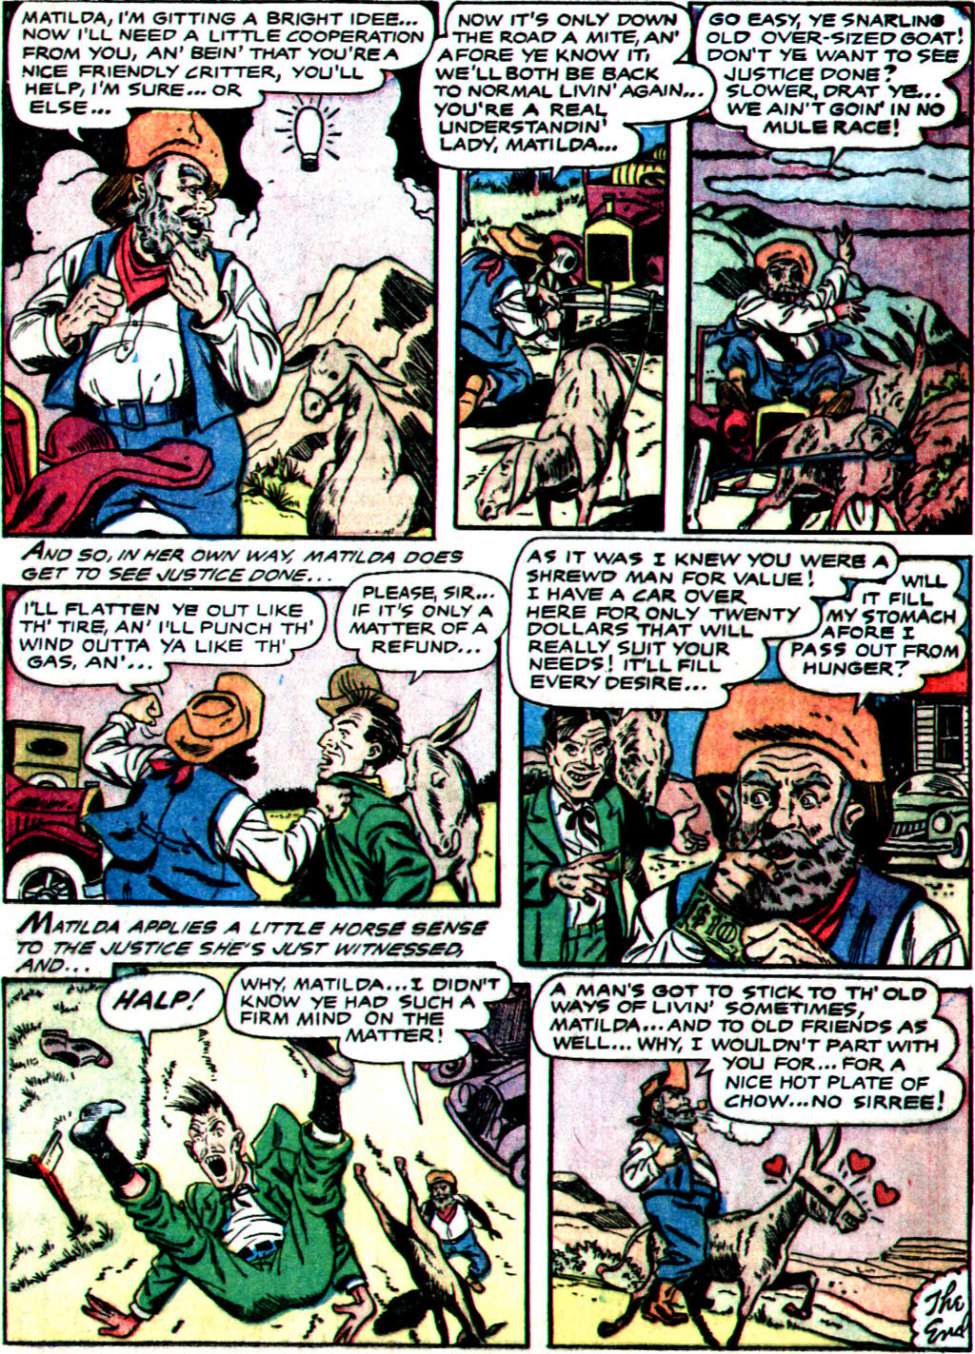 MATILDA, I'M GITTING A BRIGHT IDEE...
NOW I'LL NEED A LITTLE COOPERATION
FROM YOU, AN' BEIN' THAT YOU'RE A
NICE FRIENDLY CRITTER, YOU'LL
HELP, I'M SURE... OR
ELSE...
NOW IT'S ONLY DOWN
THE ROAD A MITE, AN'
AFORE YE KNOW IT,
WE'LL BOTH BE BACK
TO NORMAL LIVIN' AGAIN...
YOU'RE A REAL
UNDERSTANDIN'
LADY, MATILDA...
GO EASY, YE SNARLING
OLD OVER-SIZED GOAT!
DON'T YE WANT TO SEE
JUSTICE DONE?
SLOWER, DRAT YE...
WE AIN'T GOIN' IN NO
MULE RACE!
AND SO, IN HER OWN WAY, MATILDA DOES
GET TO SEE JUSTICE DONE...
I'LL FLATTEN YE OUT LIKE
TH' TIRE, AN' I'LL PUNCH TH'
WIND OUTTA YA LIKE TH'
GAS, AN'...
PLEASE, SIR...
IF IT'S ONLY A
MATTER OF A
REFUND...
AS IT WAS I KNEW YOU WERE A
SHREWD MAN FOR VALUE!
I HAVE A CAR OVER
HERE FOR ONLY TWENTY
DOLLARS THAT WILL
REALLY SUIT YOUR
NEEDS! IT'LL FILL
EVERY DESIRE...
WILL
IT FILL
MY STOMACH
AFORE I
PASS OUT FROM
HUNGER?
$10
MATILDA APPLIES A LITTLE HORSE SENSE
TO THE JUSTICE SHE'S JUST WITNESSED,
AND...
HALP!
WHY, MATILDA... I DIDN'T
KNOW YE HAD SUCH A
FIRM MIND ON THE
MATTER!
A MAN'S GOT TO STICK TO TH' OLD
WAYS OF LIVIN' SOMETIMES,
MATILDA... AND TO OLD FRIENDS AS
WELL... WHY, I WOULDN'T PART WITH
YOU FOR... FOR A
NICE HOT PLATE OF
CHOW... NO SIRREE!
The
End